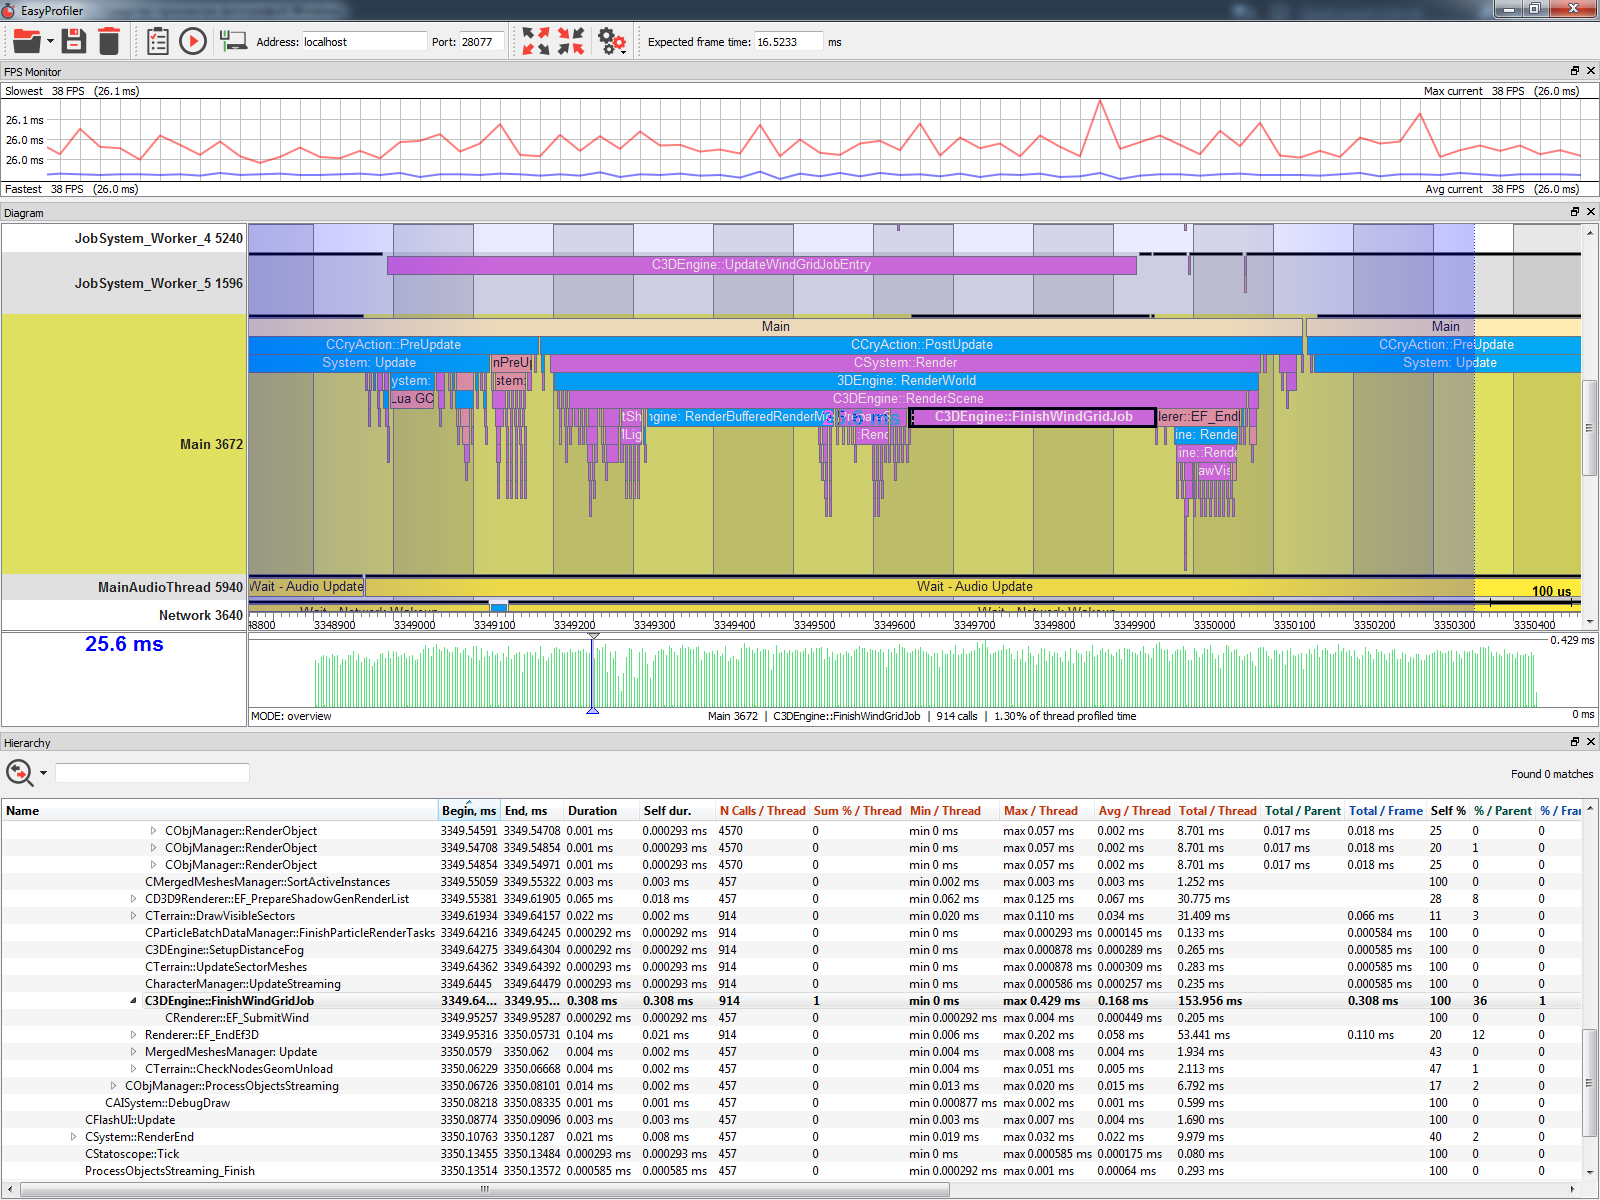 EasyProfiler
Address: localhost Port: 28077 Expected frame time: 16.5233 ms
FPS Monitor
Slowest 38 FPS (26.1 ms) Max current 38 FPS (26.0 ms)
26.1 ms
26.0 ms
26.0 ms
Fastest 38 FPS (26.0 ms) Avg current 38 FPS (26.0 ms)
Diagram
JobSystem_Worker_4 5240
C3DEngine::UpdateWindGridJobEntry
JobSystem_Worker_5 1596
Main Main
CCryAction::PreUpdate CCryAction::PostUpdate CCryAction::PreUpdate
System: Update nPreU CSystem::Render System: Update
ystem: stem: 3DEngine: RenderWorld
Lua GC C3DEngine::RenderScene
tSh ngine: RenderBufferedRenderMe C3DEngine::FinishWindGridJob lerer::EF_Endl
lLig :Rend ine: Rende
Main 3672 ine::Rende
awVis
MainAudioThread 5940 Wait - Audio Update Wait - Audio Update
100 us
Network 3640 Wait - Network Wakeup Wait - Network Wakeup
48800 3348900 3349000 3349100 3349200 3349300 3349400 3349500 3349600 3349700 3349800 3349900 3350000 3350100 3350200 3350300 3350400
25.6 ms 0.429 ms
MODE: overview Main 3672 | C3DEngine::FinishWindGridJob | 914 calls | 1.30% of thread profiled time 0 ms
Hierarchy
Found 0 matches
Name Begin, ms End, ms Duration Self dur. N Calls / Thread Sum % / Thread Min / Thread Max / Thread Avg / Thread Total / Thread Total / Parent Total / Frame Self % % / Parent % / Fran
CObjManager::RenderObject 3349.54591 3349.54708 0.001 ms 0.000293 ms 4570 0 min 0 ms max 0.057 ms 0.002 ms 8.701 ms 0.017 ms 0.018 ms 25 0 0
CObjManager::RenderObject 3349.54708 3349.54854 0.001 ms 0.000293 ms 4570 0 min 0 ms max 0.057 ms 0.002 ms 8.701 ms 0.017 ms 0.018 ms 20 1 0
CObjManager::RenderObject 3349.54854 3349.54971 0.001 ms 0.000293 ms 4570 0 min 0 ms max 0.057 ms 0.002 ms 8.701 ms 0.017 ms 0.018 ms 25 0 0
CMergedMeshesManager::SortActiveInstances 3349.55059 3349.55322 0.003 ms 0.003 ms 457 0 min 0.002 ms max 0.003 ms 0.003 ms 1.252 ms 100 0 0
CD3D9Renderer::EF_PrepareShadowGenRenderList 3349.55381 3349.61905 0.065 ms 0.018 ms 457 0 min 0.062 ms max 0.125 ms 0.067 ms 30.775 ms 28 8 0
CTerrain::DrawVisibleSectors 3349.61934 3349.64157 0.022 ms 0.002 ms 914 0 min 0.020 ms max 0.110 ms 0.034 ms 31.409 ms 0.066 ms 11 3 0
CParticleBatchDataManager::FinishParticleRenderTasks 3349.64216 3349.64245 0.000292 ms 0.000292 ms 914 0 min 0 ms max 0.000293 ms 0.000145 ms 0.133 ms 0.000584 ms 100 0 0
C3DEngine::SetupDistanceFog 3349.64275 3349.64304 0.000292 ms 0.000292 ms 914 0 min 0 ms max 0.000878 ms 0.000289 ms 0.265 ms 0.000584 ms 100 0 0
CTerrain::UpdateSectorMeshes 3349.64362 3349.64392 0.000293 ms 0.000293 ms 914 0 min 0 ms max 0.000878 ms 0.000309 ms 0.283 ms 0.000585 ms 100 0 0
CharacterManager::UpdateStreaming 3349.6445 3349.64479 0.000293 ms 0.000293 ms 914 0 min 0 ms max 0.000586 ms 0.000257 ms 0.235 ms 0.000585 ms 100 0 0
C3DEngine::FinishWindGridJob 3349.64... 3349.95... 0.308 ms 0.308 ms 914 1 min 0 ms max 0.429 ms 0.168 ms 153.956 ms 0.308 ms 100 36 1
CRenderer::EF_SubmitWind 3349.95257 3349.95287 0.000292 ms 0.000292 ms 457 0 min 0.000292 ms max 0.004 ms 0.000449 ms 0.205 ms 100 0 0
Renderer::EF_EndEf3D 3349.95316 3350.05731 0.104 ms 0.021 ms 914 0 min 0.006 ms max 0.202 ms 0.058 ms 53.441 ms 0.110 ms 20 12 0
MergedMeshesManager: Update 3350.0579 3350.062 0.004 ms 0.002 ms 457 0 min 0.004 ms max 0.008 ms 0.004 ms 1.934 ms 43 0 0
CTerrain::CheckNodesGeomUnload 3350.06229 3350.06668 0.004 ms 0.002 ms 457 0 min 0.004 ms max 0.051 ms 0.005 ms 2.113 ms 47 1 0
CObjManager::ProcessObjectsStreaming 3350.06726 3350.08101 0.014 ms 0.002 ms 457 0 min 0.013 ms max 0.020 ms 0.015 ms 6.792 ms 17 2 0
CAISystem::DebugDraw 3350.08218 3350.08335 0.001 ms 0.001 ms 457 0 min 0.000877 ms max 0.002 ms 0.001 ms 0.599 ms 100 0 0
CFlashUI::Update 3350.08774 3350.09096 0.003 ms 0.003 ms 457 0 min 0.003 ms max 0.007 ms 0.004 ms 1.690 ms 100 0 0
CSystem::RenderEnd 3350.10763 3350.1287 0.021 ms 0.008 ms 457 0 min 0.019 ms max 0.032 ms 0.022 ms 9.979 ms 40 2 0
CStatoscope::Tick 3350.13455 3350.13484 0.000293 ms 0.000293 ms 457 0 min 0 ms max 0.000585 ms 0.000175 ms 0.080 ms 100 0 0
ProcessObjectsStreaming_Finish 3350.13514 3350.13572 0.000585 ms 0.000585 ms 457 0 min 0.000292 ms max 0.001 ms 0.00064 ms 0.293 ms 100 0 0